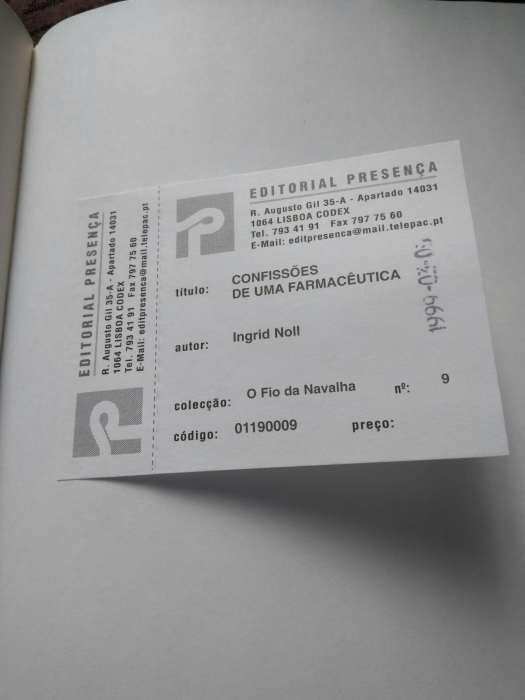 EDITORIAL PRESENÇA
R. Augusto Gil 35-A - Apartado 14031
1064 LISBOA CODEX
Tel. 793 41 91 Fax 797 75 60
E-Mail: editpresenca@mail.telepac.pt
EDITORIAL PRESENÇA
R. Augusto Gil 35-A - Apartado 14031
1064 LISBOA CODEX
Tel. 793 41 91 Fax 797 75 60
E-Mail: editpresenca@mail.telepac.pt
título: CONFISSÕES
DE UMA FARMACÊUTICA
autor: Ingrid Noll
colecção: O Fio da Navalha nº: 9
código: 01190009 preço: